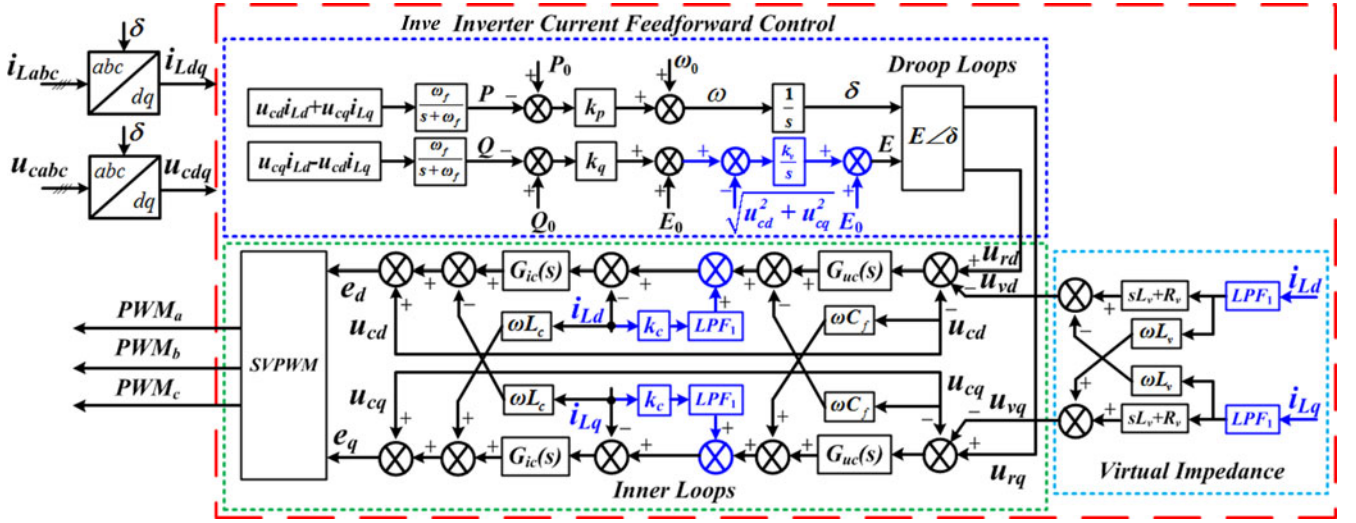 Inve Inverter Current Feedforward Control
δ
i_Labc
abc
dq
i_Ldq
δ
u_cabc
abc
dq
u_cdq
P_0
ω_0
Droop Loops
u_cd i_Ld+u_cq i_Lq
ω_f
s+ω_f
P
k_p
ω
1
s
δ
E∠δ
u_cq i_Ld-u_cd i_Lq
ω_f
s+ω_f
Q
k_q
k_v
s
E
Q_0
E_0
√u_cd^2 + u_cq^2
E_0
SVPWM
e_d
G_ic(s)
G_uc(s)
u_rd
u_vd
u_cd
ωL_c
i_Ld
k_c
LPF_1
ωC_f
u_cd
u_cq
ωL_c
i_Lq
k_c
LPF_1
ωC_f
u_cq
u_vq
e_q
G_ic(s)
G_uc(s)
u_rq
Inner Loops
PWM_a
PWM_b
PWM_c
sL_v+R_v
LPF_1
i_Ld
ωL_v
ωL_v
sL_v+R_v
LPF_1
i_Lq
Virtual Impedance